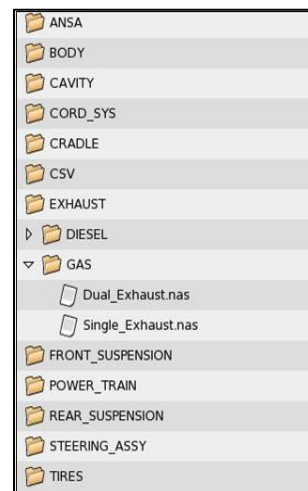 ANSA
BODY
CAVITY
CORD_SYS
CRADLE
CSV
EXHAUST
DIESEL
GAS
Dual_Exhaust.nas
Single_Exhaust.nas
FRONT_SUSPENSION
POWER_TRAIN
REAR_SUSPENSION
STEERING_ASSY
TIRES